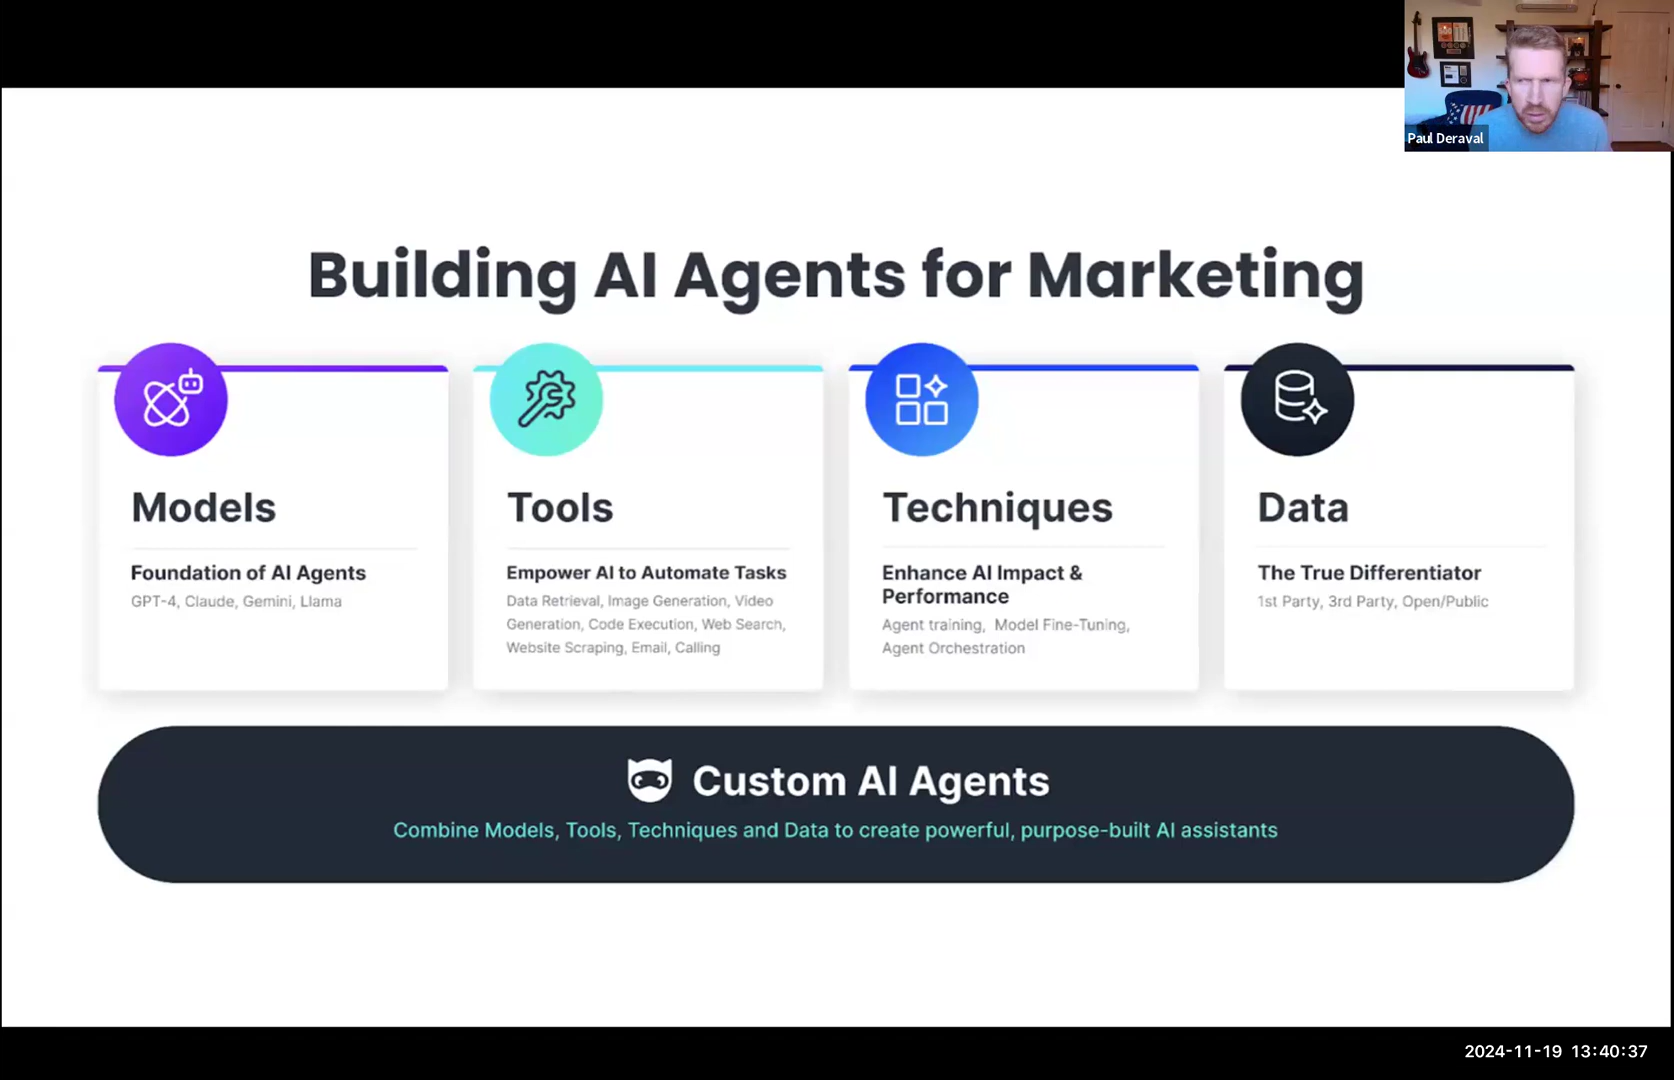 Paul Deraval
Building AI Agents for Marketing
Models
Foundation of AI Agents
GPT-4, Claude, Gemini, Llama
Tools
Empower AI to Automate Tasks
Data Retrieval, Image Generation, Video
Generation, Code Execution, Web Search,
Website Scraping, Email, Calling
Techniques
Enhance AI Impact &
Performance
Agent training, Model Fine-Tuning,
Agent Orchestration
Data
The True Differentiator
1st Party, 3rd Party, Open/Public
Custom AI Agents
Combine Models, Tools, Techniques and Data to create powerful, purpose-built AI assistants
2024-11-19 13:40:37